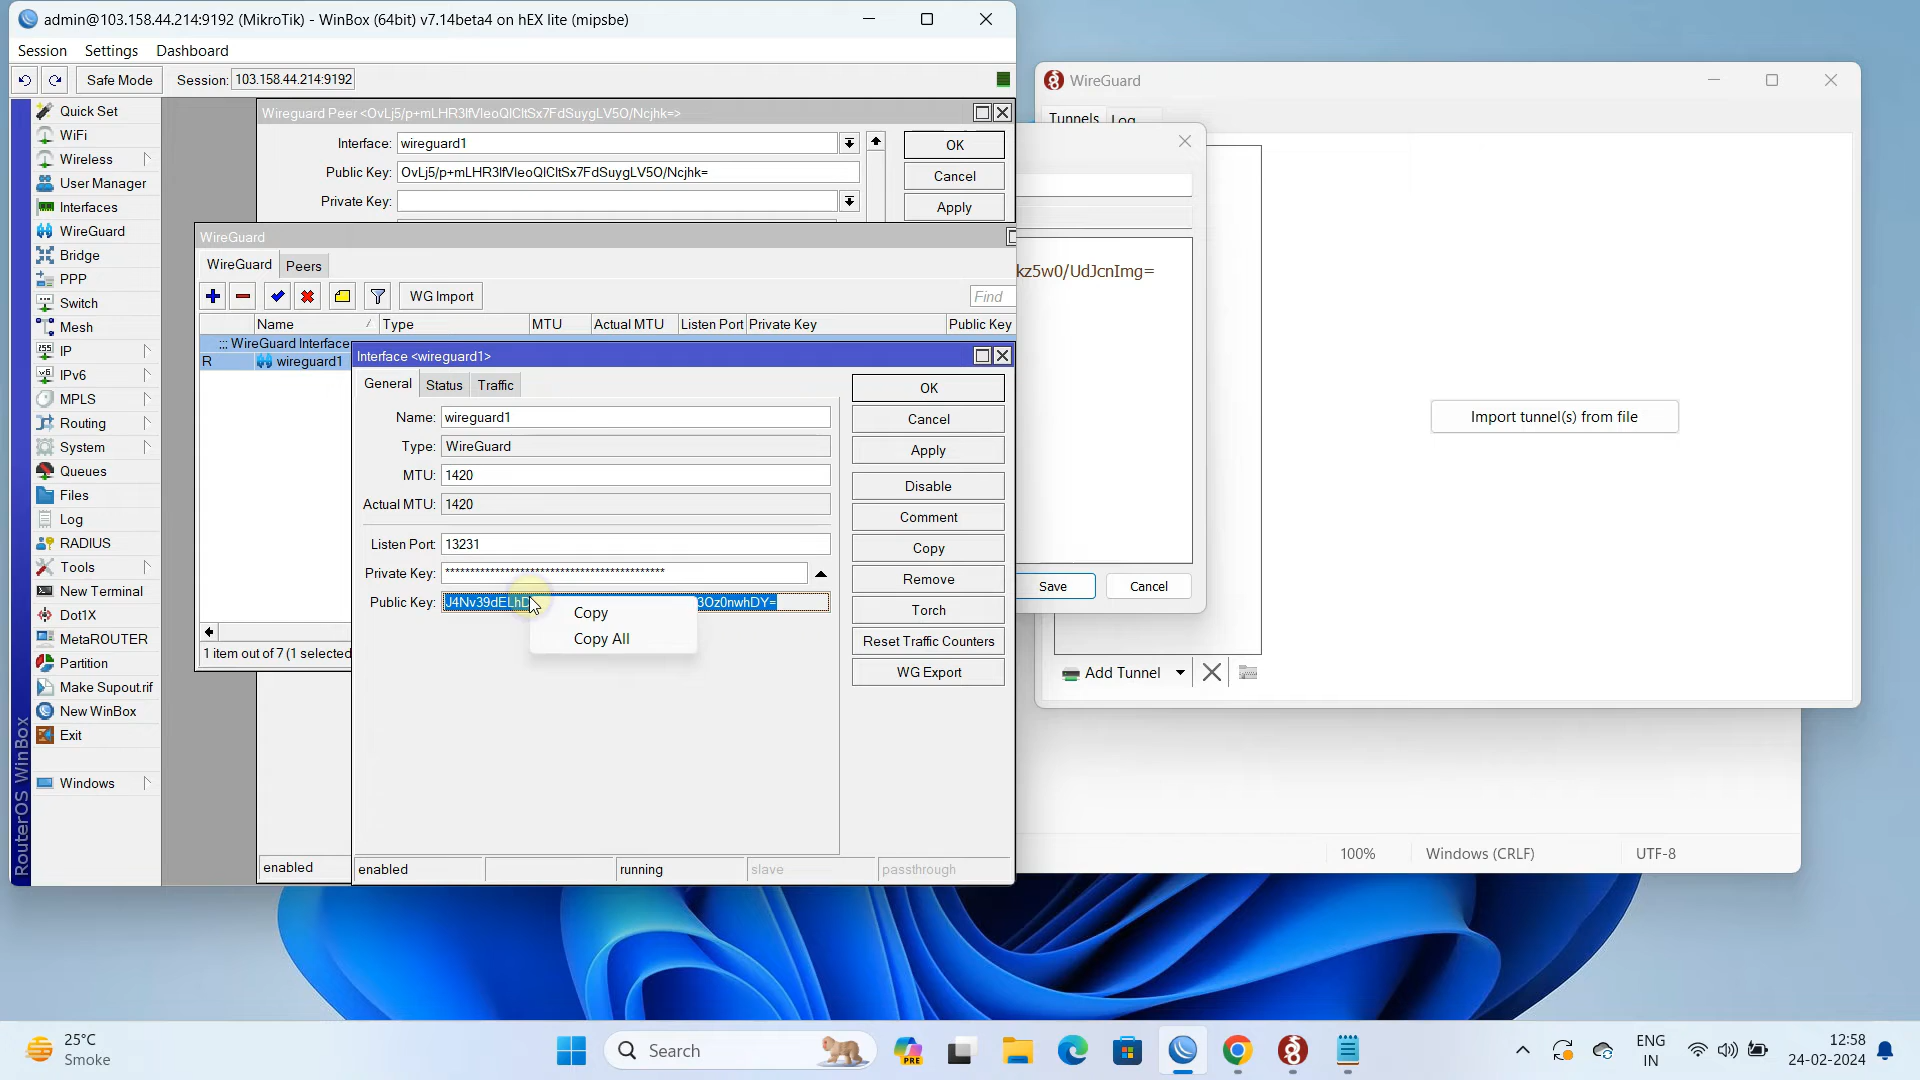 admin@103.158.44.214:9192 (MikroTik) - WinBox (64bit) v7.14beta4 on hEX lite (mipsbe)
Session Settings Dashboard
Safe Mode Session: 103.158.44.214:9192
Quick Set
WiFi
Wireless
User Manager
Interfaces
WireGuard
Bridge
PPP
Switch
Mesh
IP
IPv6
MPLS
Routing
System
Queues
Files
Log
RADIUS
Tools
New Terminal
Dot1X
MetaROUTER
Partition
Make Supout.rif
New WinBox
Exit
Windows
RouterOS WinBox
Interface: wireguard1
Public Key:
Private Key:
OK
Cancel
Apply
WireGuard
WireGuard Peers
WG Import
Find
Name Type MTU Actual MTU Listen Port Private Key Public Key
::: WireGuard Interface
R wireguard1
1 item out of 7 (1 selected
enabled
Interface <wireguard1>
General Status Traffic
Name: wireguard1
Type: WireGuard
MTU: 1420
Actual MTU: 1420
Listen Port: 13231
Private Key: ********************************************
Public Key: J4Nv39dELhD 3Oz0nwhDY=
Copy
Copy All
OK
Cancel
Apply
Disable
Comment
Copy
Remove
Torch
Reset Traffic Counters
WG Export
enabled running slave passthrough
WireGuard
Tunnels Log
kz5w0/UdJcnImg=
Save Cancel
Import tunnel(s) from file
Add Tunnel
100% Windows (CRLF) UTF-8
25°C
Smoke
Search
PRE
ENG
IN
12:58
24-02-2024